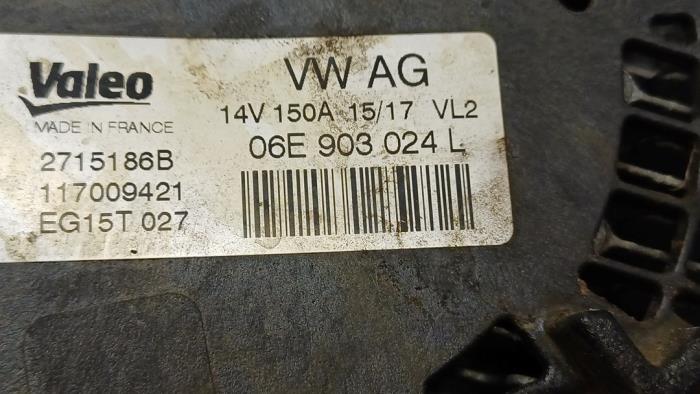 Valeo
MADE IN FRANCE
2715186B
117009421
EG15T 027
VW AG
14V 150A 15/17 VL2
06E 903 024 L